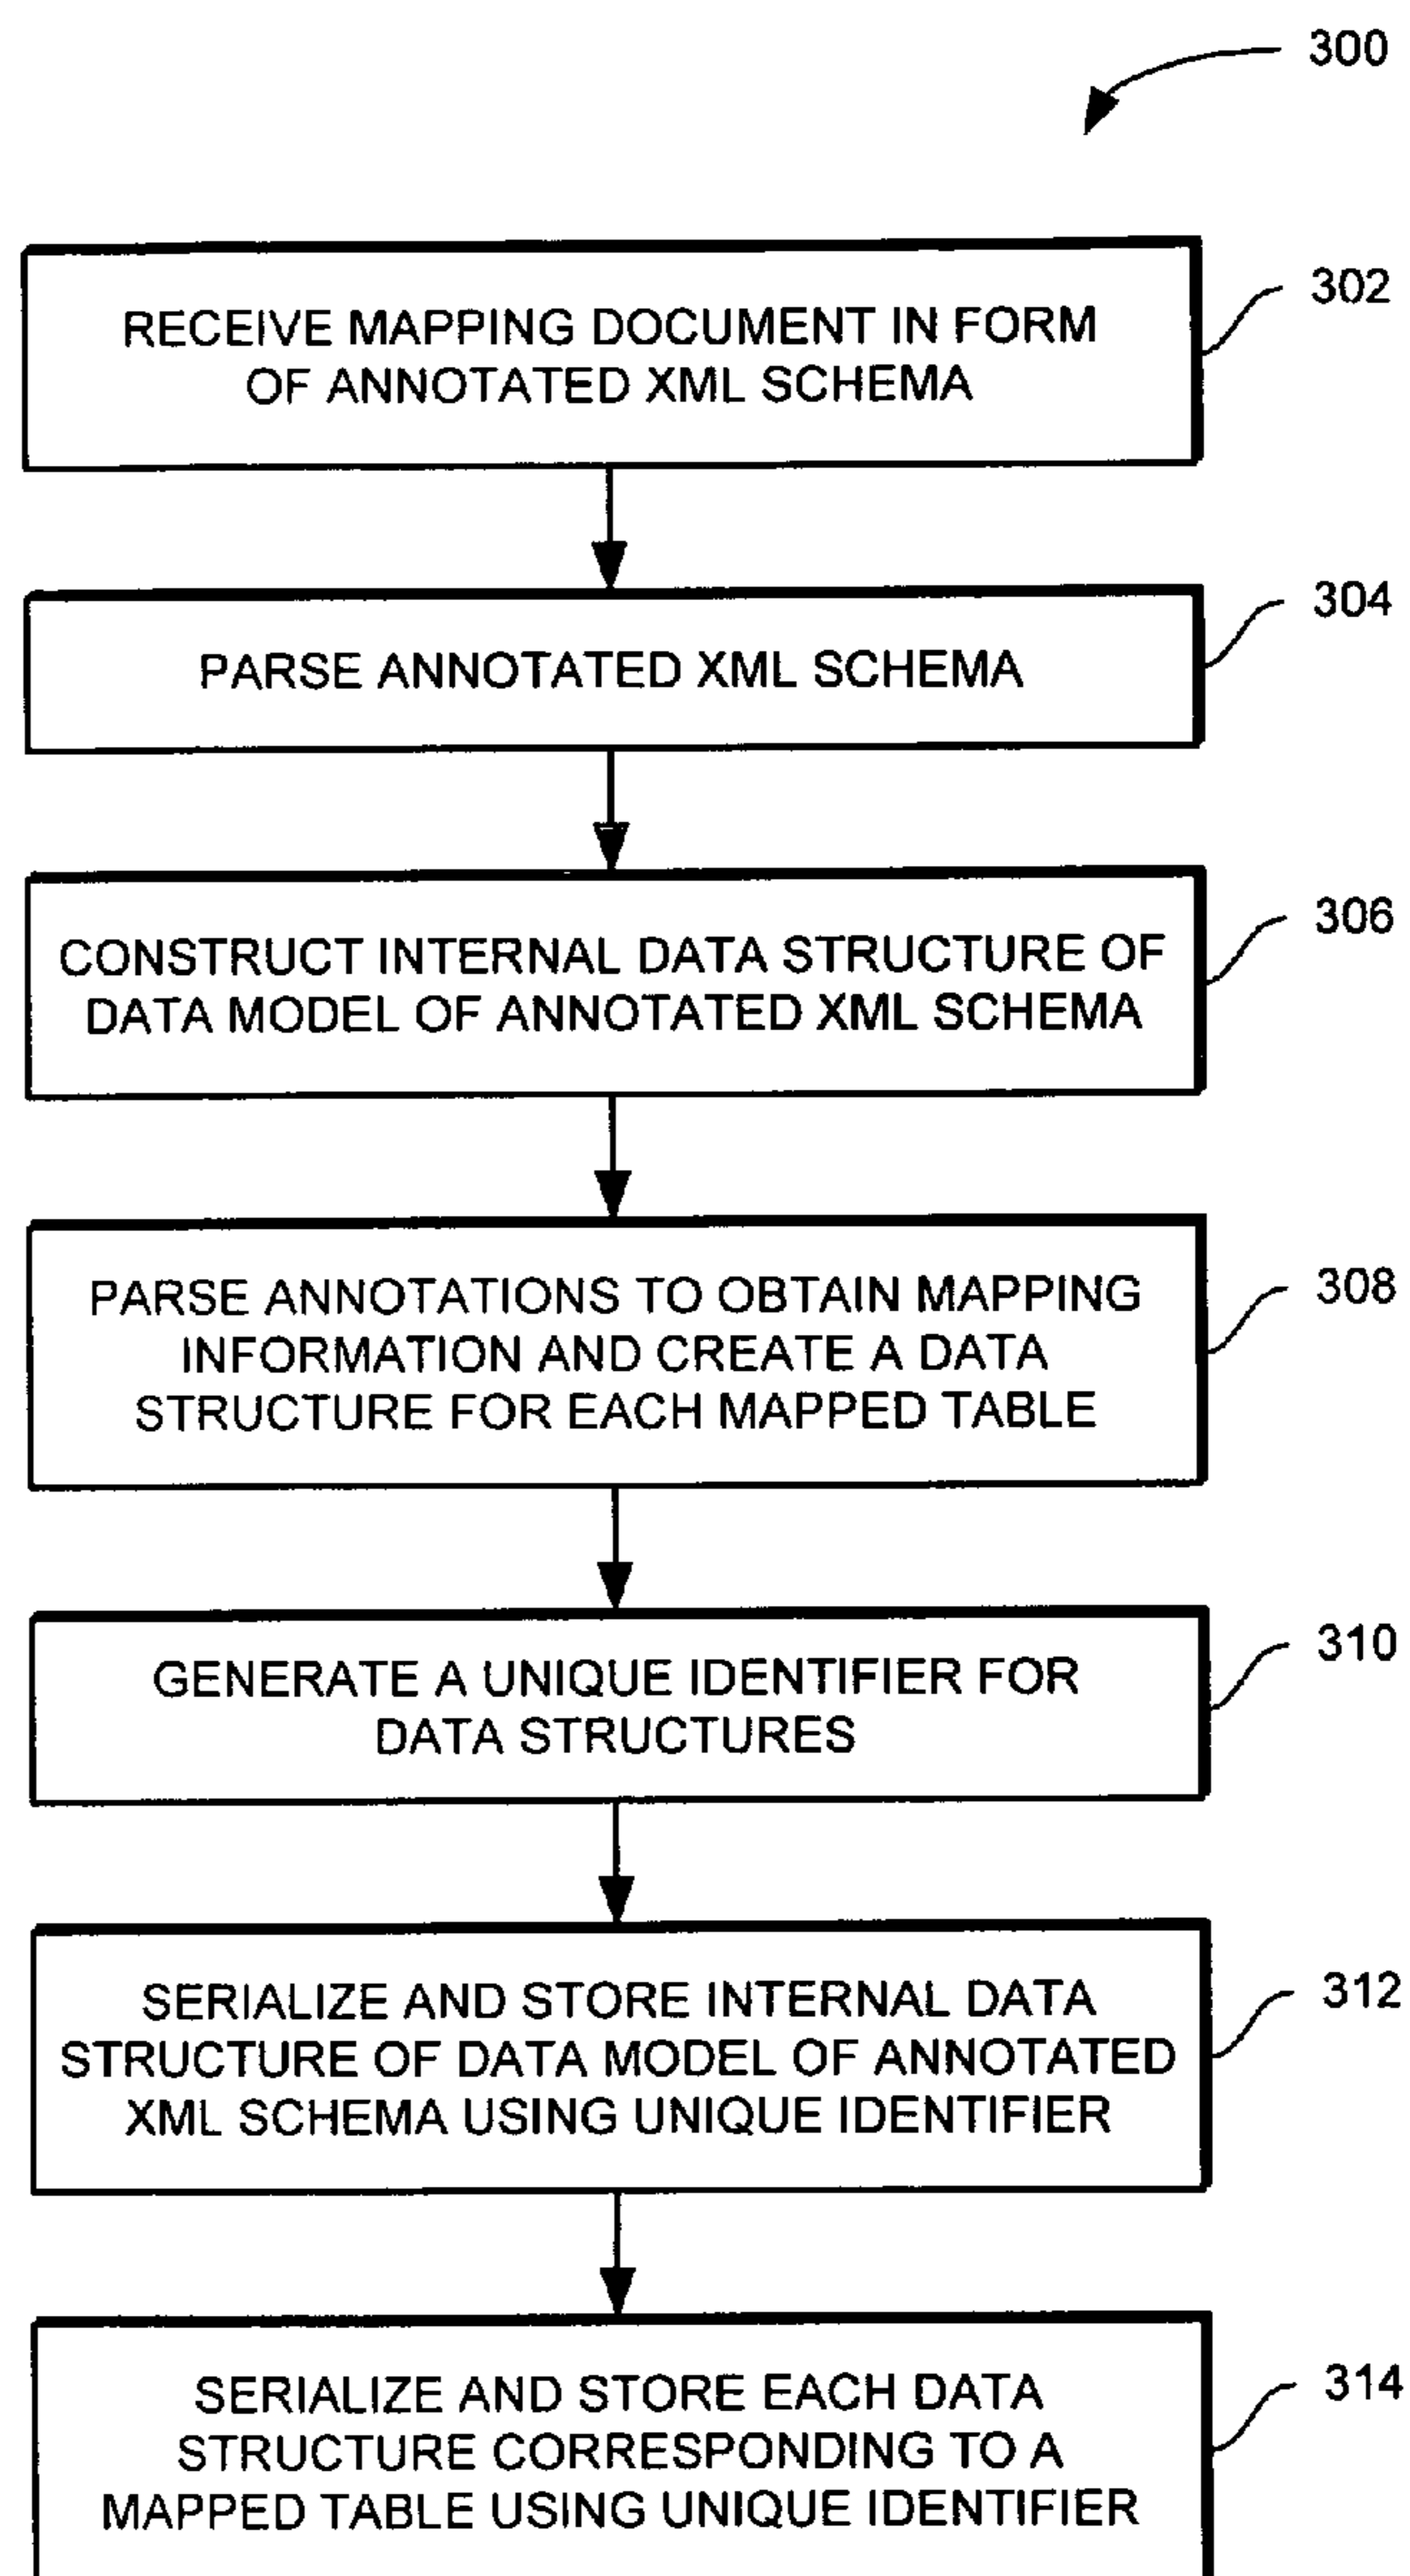 300
RECEIVE MAPPING DOCUMENT IN FORM
OF ANNOTATED XML SCHEMA
302
PARSE ANNOTATED XML SCHEMA
304
CONSTRUCT INTERNAL DATA STRUCTURE OF
DATA MODEL OF ANNOTATED XML SCHEMA
306
PARSE ANNOTATIONS TO OBTAIN MAPPING
INFORMATION AND CREATE A DATA
STRUCTURE FOR EACH MAPPED TABLE
308
GENERATE A UNIQUE IDENTIFIER FOR
DATA STRUCTURES
310
SERIALIZE AND STORE INTERNAL DATA
STRUCTURE OF DATA MODEL OF ANNOTATED
XML SCHEMA USING UNIQUE IDENTIFIER
312
SERIALIZE AND STORE EACH DATA
STRUCTURE CORRESPONDING TO A
MAPPED TABLE USING UNIQUE IDENTIFIER
314